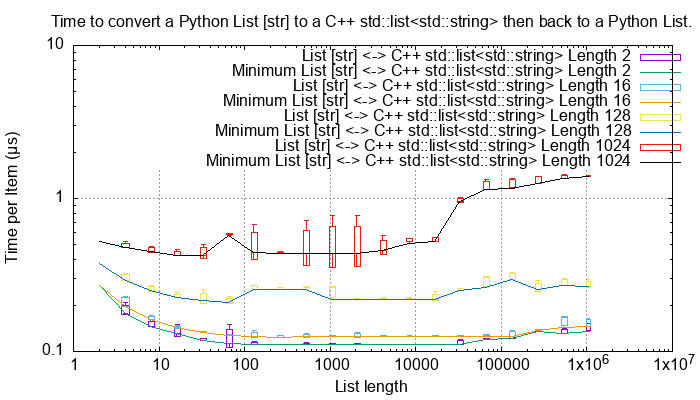 Time to convert a Python List [str] to a C++ std::list<std::string> then back to a Python List.
10
List [str] <-> C++ std::list<std::string> Length 2
Minimum List [str] <-> C++ std::list<std::string> Length 2
List [str] <-> C++ std::list<std::string> Length 16
Minimum List [str] <-> C++ std::list<std::string> Length 16
List [str] <-> C++ std::list<std::string> Length 128
Minimum List [str] <-> C++ std::list<std::string> Length 128
List [str] <-> C++ std::list<std::string> Length 1024
Minimum List [str] <-> C++ std::list<std::string> Length 1024
Time per Item (µs)
1
0.1
1 10 100 1000 10000 100000 1x10⁶ 1x10⁷
List length